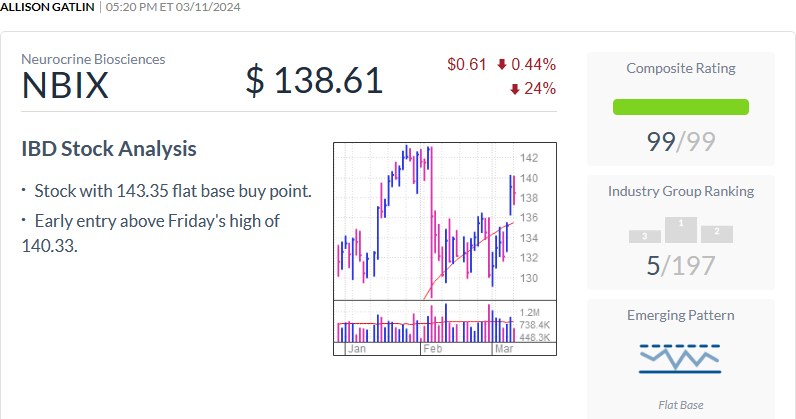 ALLISON GATLIN | 05:20 PM ET 03/11/2024
Neurocrine Biosciences
NBIX
$ 138.61
$0.61 0.44%
24%
IBD Stock Analysis
· Stock with 143.35 flat base buy point.
· Early entry above Friday's high of
140.33.
142
140
138
136
134
132
130
1.2M
738.4K
448.3K
Jan Feb Mar
Composite Rating
99/99
Industry Group Ranking
3 1 2
5/197
Emerging Pattern
Flat Base